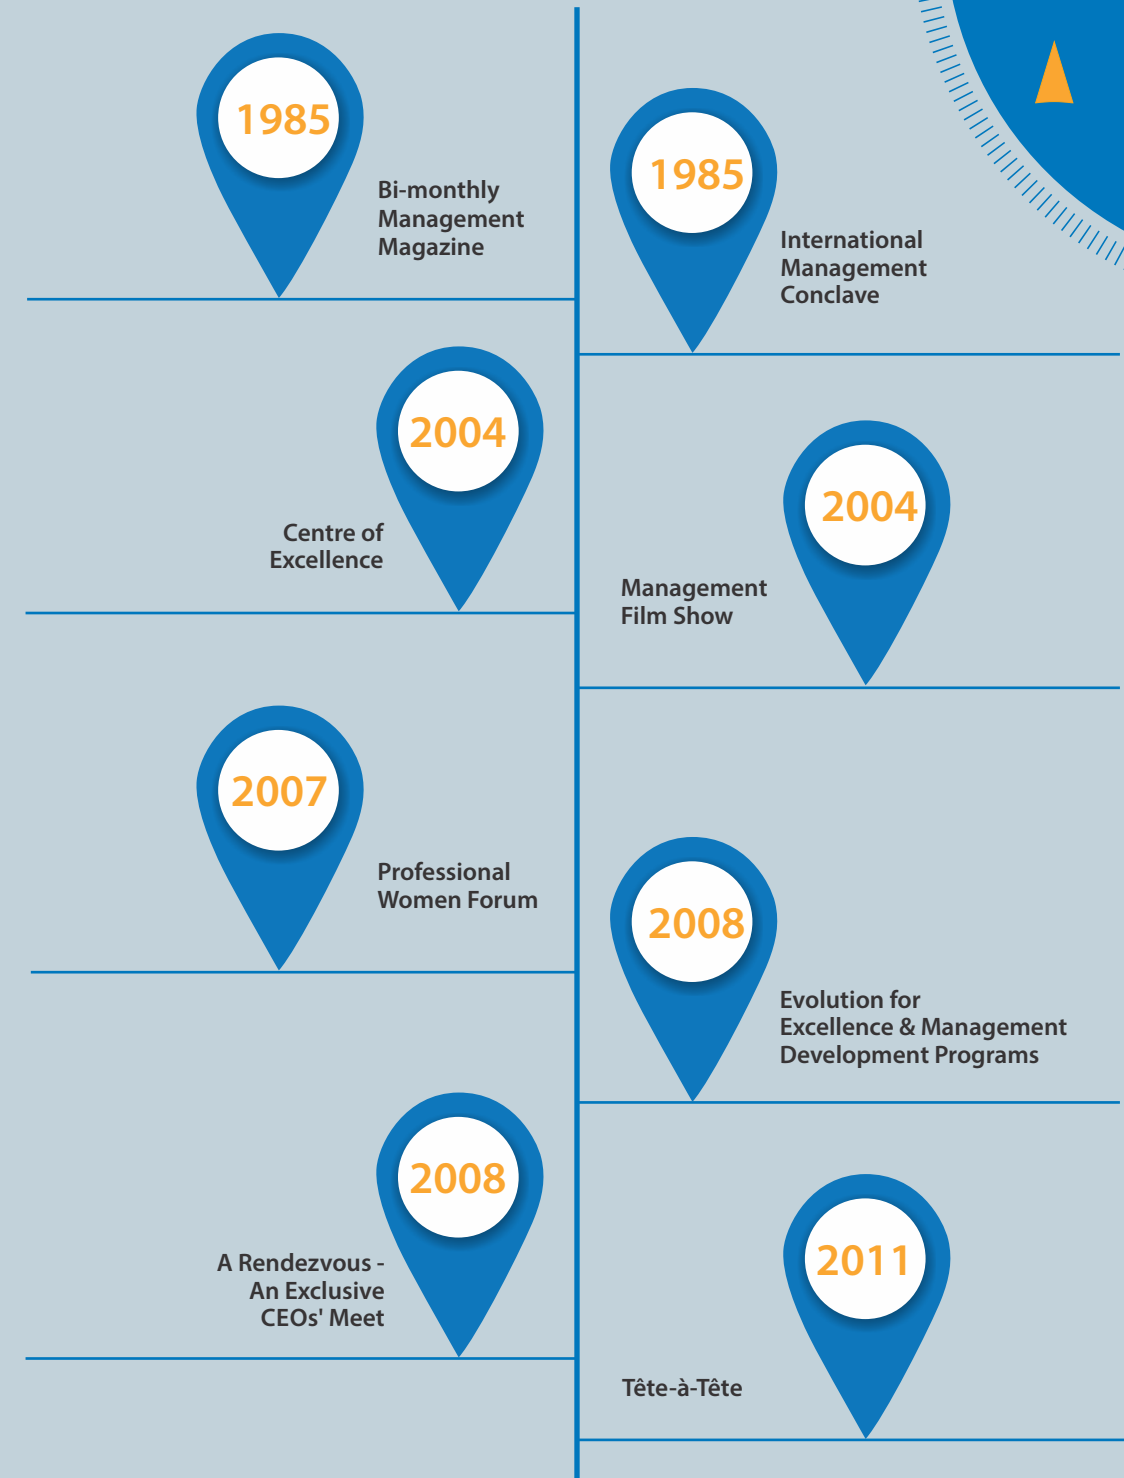 1985
Bi-monthly
Management
Magazine
1985
International
Management
Conclave
2004
Centre of
Excellence
2004
Management
Film Show
2007
Professional
Women Forum
2008
Evolution for
Excellence & Management
Development Programs
2008
A Rendezvous -
An Exclusive
CEOs' Meet
2011
Tête-à-Tête